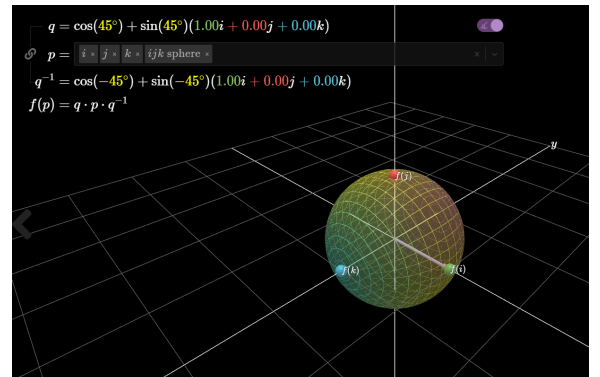 q = cos(45°) + sin(45°)(1.00i + 0.00j + 0.00k)
p = i × j × k × ijk sphere ×
q⁻¹ = cos(−45°) + sin(−45°)(1.00i + 0.00j + 0.00k)
f(p) = q · p · q⁻¹
y
f(j)
f(k)
f(i)